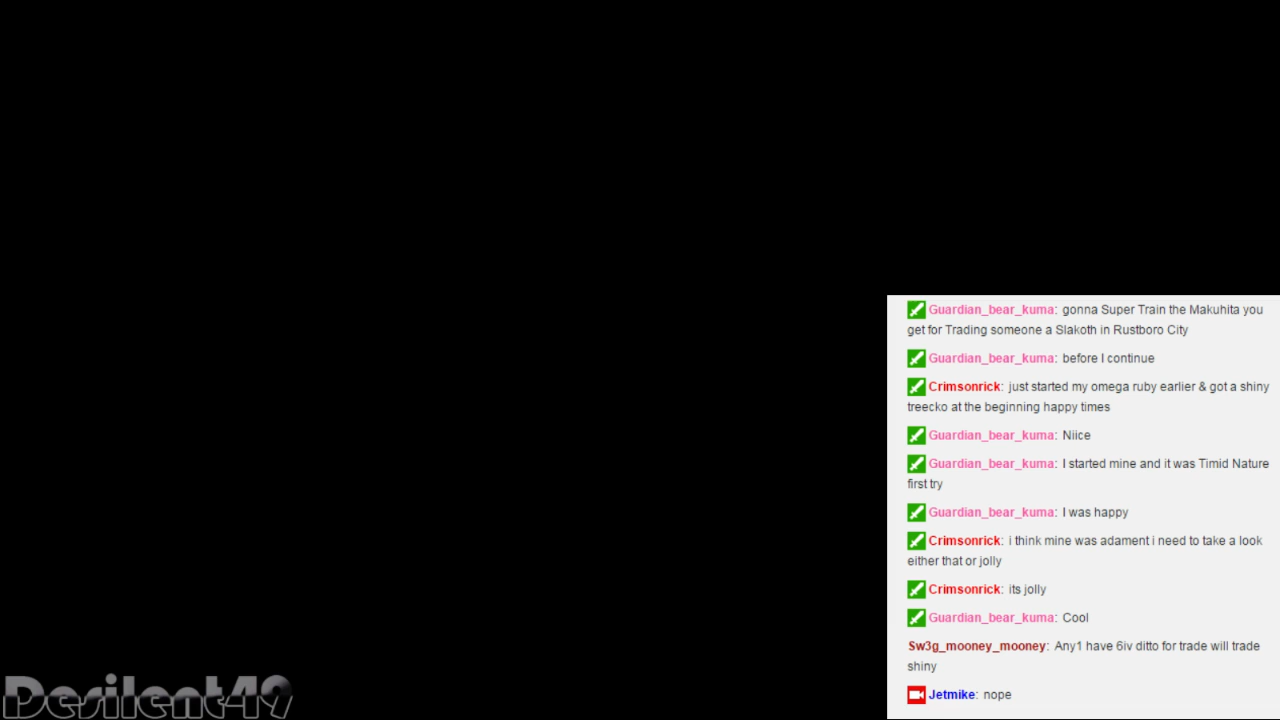 Guardian_bear_kuma: gonna Super Train the Makuhita you
get for Trading someone a Slakoth in Rustboro City
Guardian_bear_kuma: before I continue
Crimsonrick: just started my omega ruby earlier & got a shiny
treecko at the beginning happy times
Guardian_bear_kuma: Niice
Guardian_bear_kuma: I started mine and it was Timid Nature
first try
Guardian_bear_kuma: I was happy
Crimsonrick: i think mine was adament i need to take a look
either that or jolly
Crimsonrick: its jolly
Guardian_bear_kuma: Cool
Sw3g_mooney_mooney: Any1 have 6iv ditto for trade will trade
shiny
Jetmike: nope
Desilent49